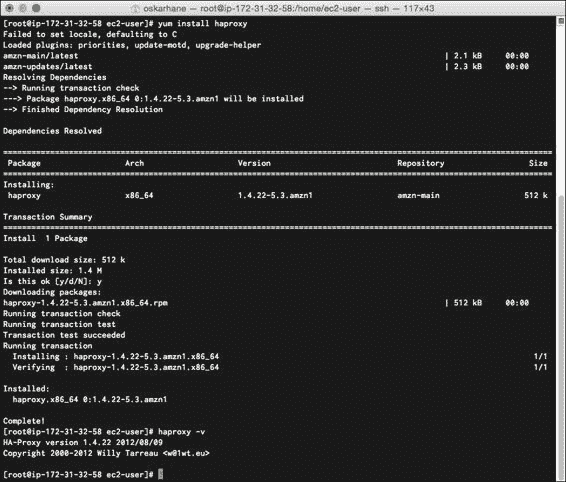 oskarhane — root@ip-172-31-32-58:/home/ec2-user — ssh — 117×43
[root@ip-172-31-32-58 ec2-user]# yum install haproxy
Failed to set locale, defaulting to C
Loaded plugins: priorities, update-motd, upgrade-helper
amzn-main/latest | 2.1 kB 00:00
amzn-updates/latest | 2.3 kB 00:00
Resolving Dependencies
--> Running transaction check
---> Package haproxy.x86_64 0:1.4.22-5.3.amzn1 will be installed
--> Finished Dependency Resolution
Dependencies Resolved
Package Arch Version Repository Size
Installing:
haproxy x86_64 1.4.22-5.3.amzn1 amzn-main 512 k
Transaction Summary
Install 1 Package
Total download size: 512 k
Installed size: 1.4 M
Is this ok [y/d/N]: y
Downloading packages:
haproxy-1.4.22-5.3.amzn1.x86_64.rpm | 512 kB 00:00
Running transaction check
Running transaction test
Transaction test succeeded
Running transaction
Installing : haproxy-1.4.22-5.3.amzn1.x86_64 1/1
Verifying : haproxy-1.4.22-5.3.amzn1.x86_64 1/1
Installed:
haproxy.x86_64 0:1.4.22-5.3.amzn1
Complete!
[root@ip-172-31-32-58 ec2-user]# haproxy -v
HA-Proxy version 1.4.22 2012/08/09
Copyright 2000-2012 Willy Tarreau <w@1wt.eu>
[root@ip-172-31-32-58 ec2-user]#